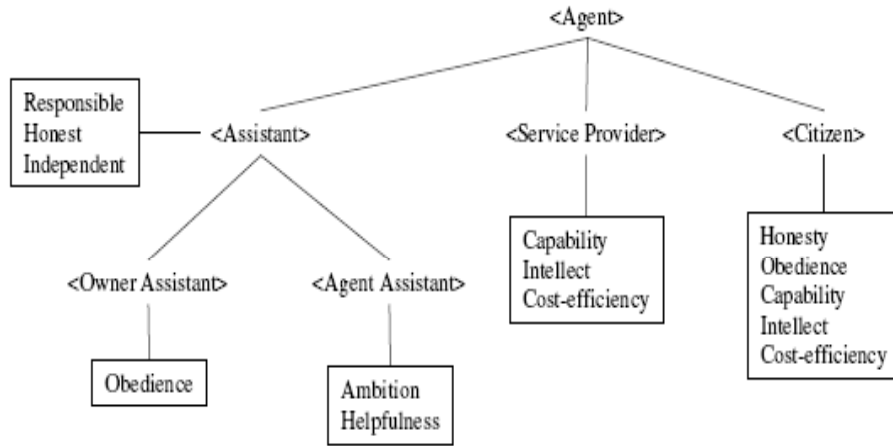 <Agent>
Responsible
Honest
Independent
<Assistant>
<Service Provider>
<Citizen>
<Owner Assistant>
<Agent Assistant>
Capability
Intellect
Cost-efficiency
Honesty
Obedience
Capability
Intellect
Cost-efficiency
Obedience
Ambition
Helpfulness